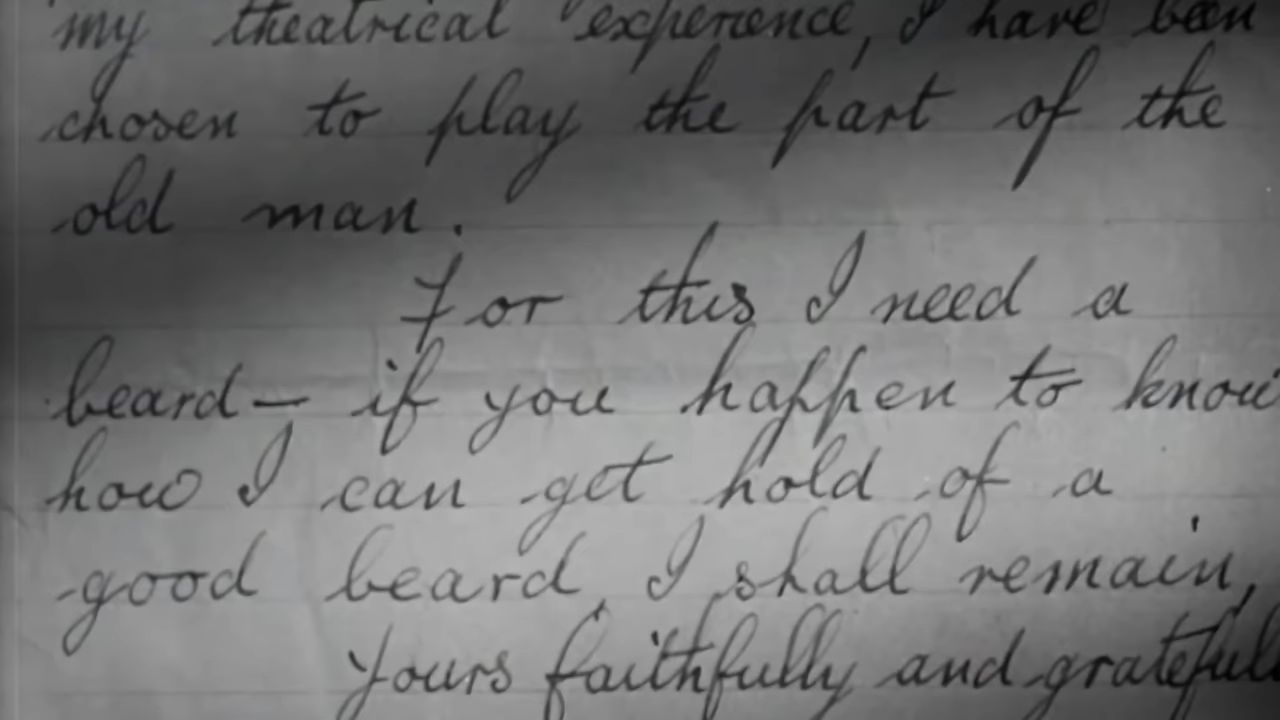 my theatrical experience, I have been
chosen to play the part of the
old man.
For this I need a
beard - if you happen to know
how I can get hold of a
good beard, I shall remain,
yours faithfully and grateful